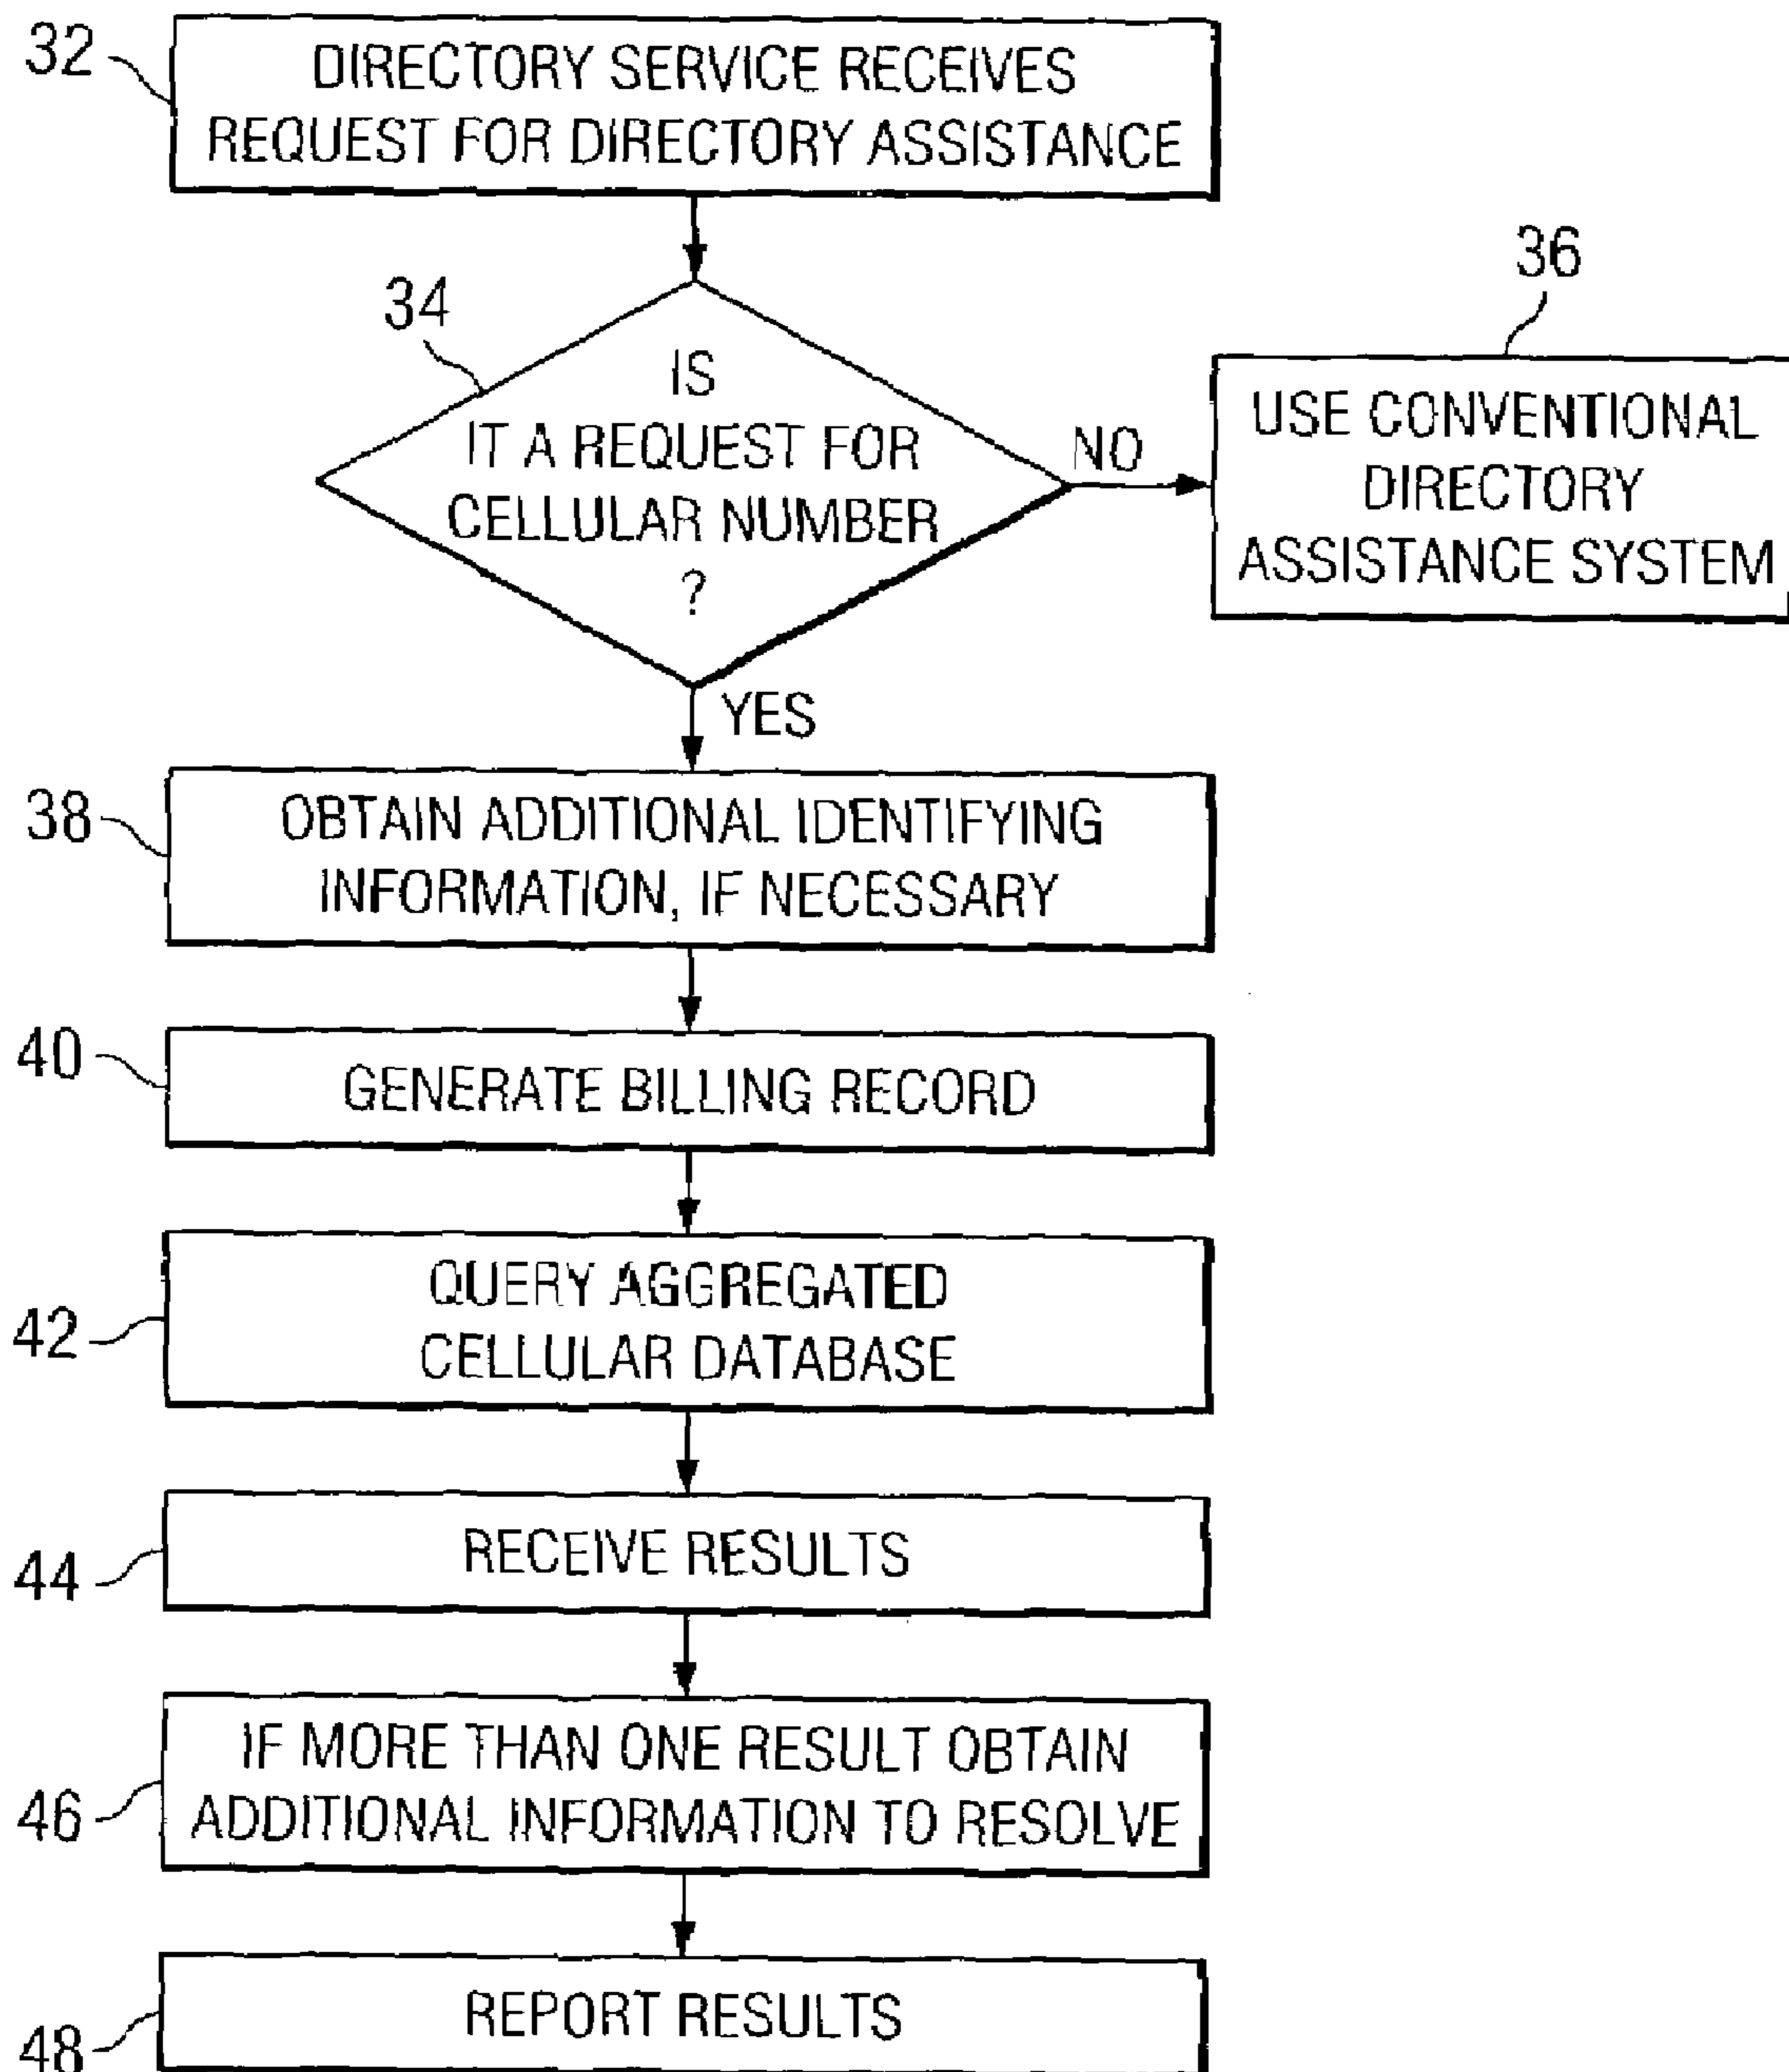 32
DIRECTORY SERVICE RECEIVES
REQUEST FOR DIRECTORY ASSISTANCE
34
IS
IT A REQUEST FOR
CELLULAR NUMBER
?
NO
36
USE CONVENTIONAL
DIRECTORY
ASSISTANCE SYSTEM
YES
38
OBTAIN ADDITIONAL IDENTIFYING
INFORMATION, IF NECESSARY
40
GENERATE BILLING RECORD
42
QUERY AGGREGATED
CELLULAR DATABASE
44
RECEIVE RESULTS
46
IF MORE THAN ONE RESULT OBTAIN
ADDITIONAL INFORMATION TO RESOLVE
48
REPORT RESULTS